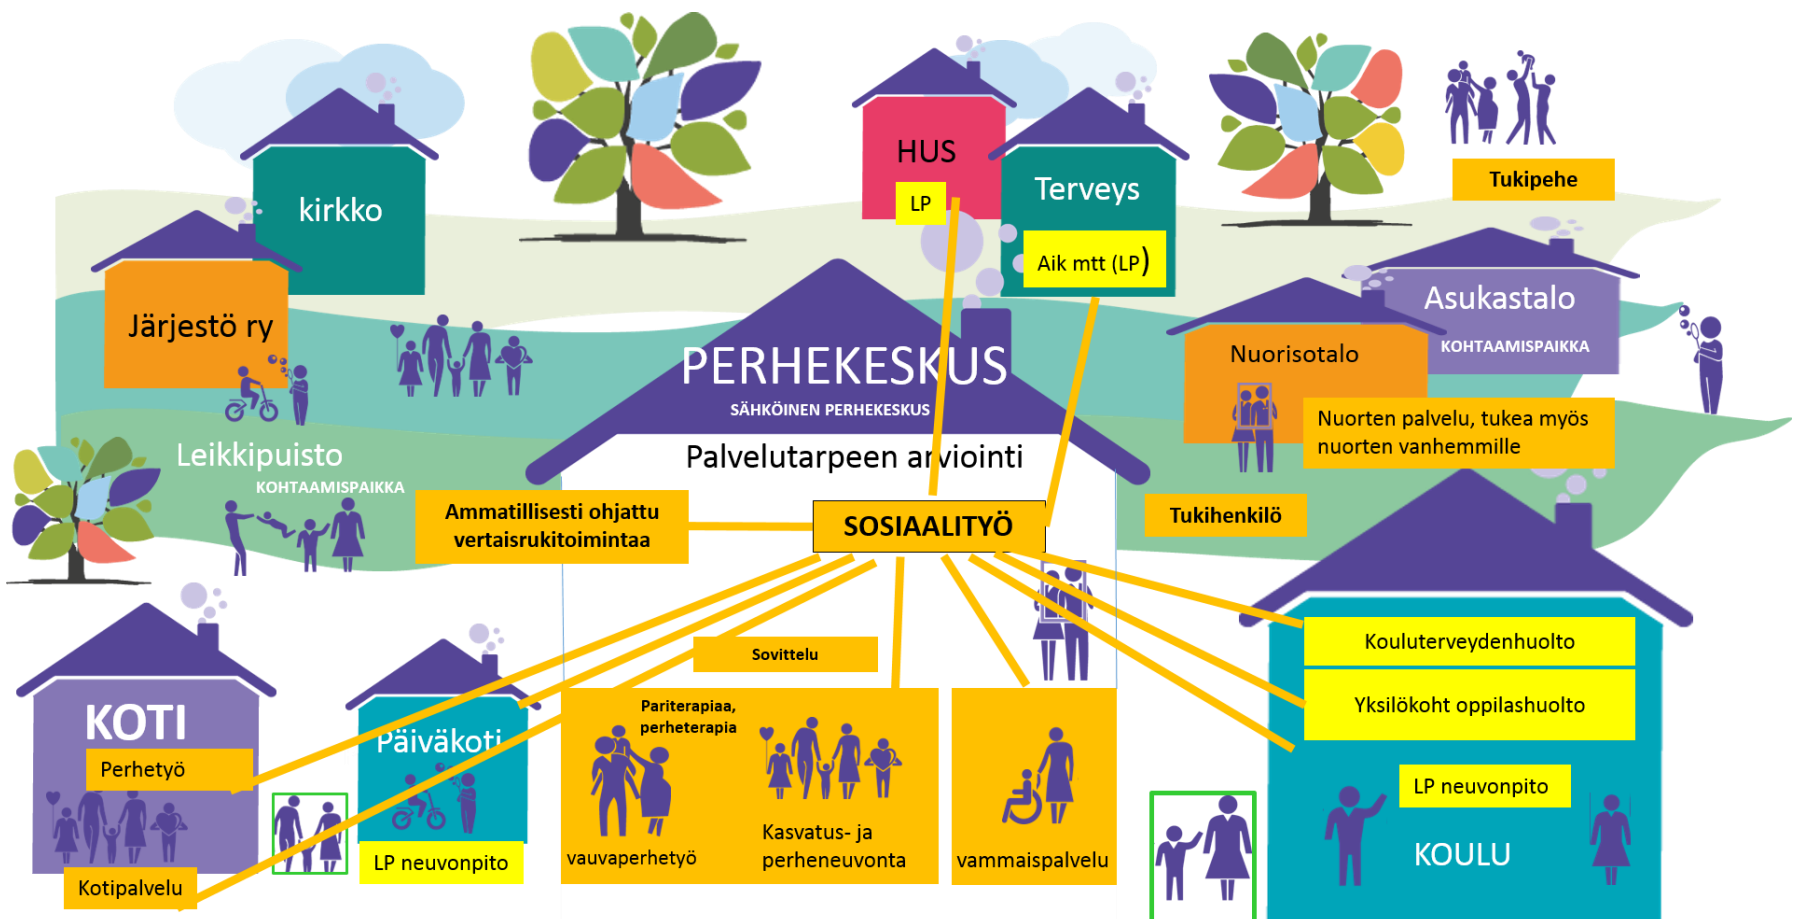 HUS
LP
Terveys
Aik mtt (LP)
Tukipehe
kirkko
Järjestö ry
Asukastalo
KOHTAAMISPAIKKA
Nuorisotalo
Nuorten palvelu, tukea myös
nuorten vanhemmille
PERHEKESKUS
SÄHKÖINEN PERHEKESKUS
Palvelutarpeen arviointi
Leikkipuisto
KOHTAAMISPAIKKA
Ammatillisesti ohjattu
vertaisrukitoimintaa
SOSIAALITYÖ
Tukihenkilö
Sovittelu
KOTI
Perhetyö
Kotipalvelu
Päiväkoti
LP neuvonpito
Pariterapiaa,
perheterapia
vauvaperhetyö
Kasvatus- ja
perheneuvonta
vammaispalvelu
Kouluterveydenhuolto
Yksilökoht oppilashuolto
LP neuvonpito
KOULU